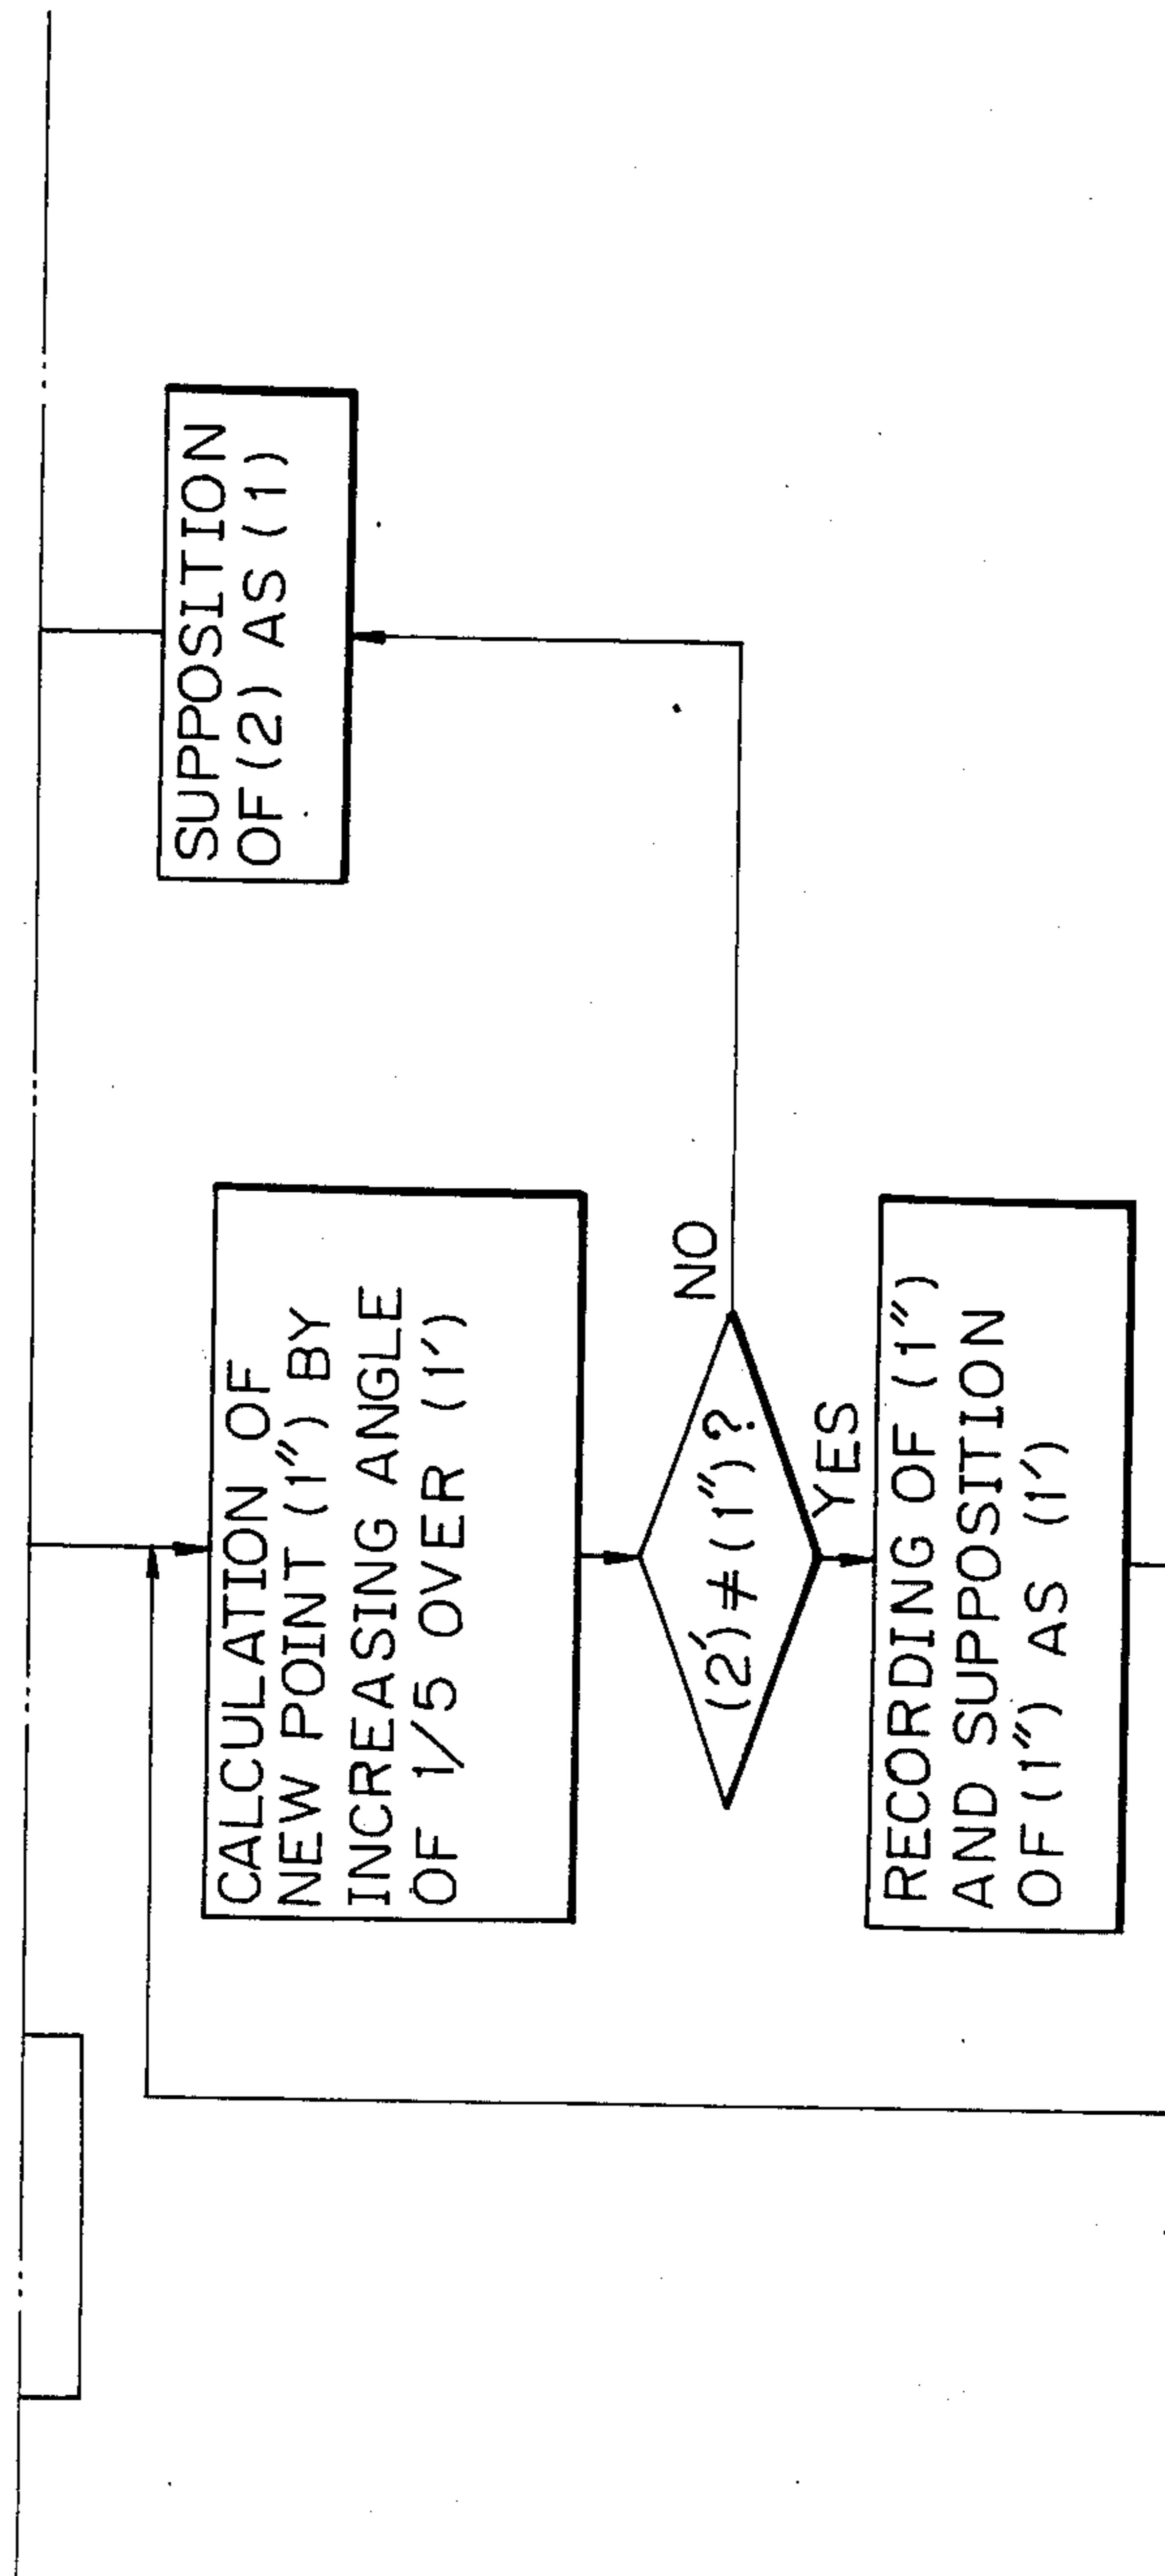 SUPPOSITION
OF (2) AS (1)
CALCULATION OF
NEW POINT (1″) BY
INCREASING ANGLE
OF 1/5 OVER (1′)
(2′) ≠ (1″) ?
NO
YES
RECORDING OF (1″)
AND SUPPOSITION
OF (1″) AS (1′)